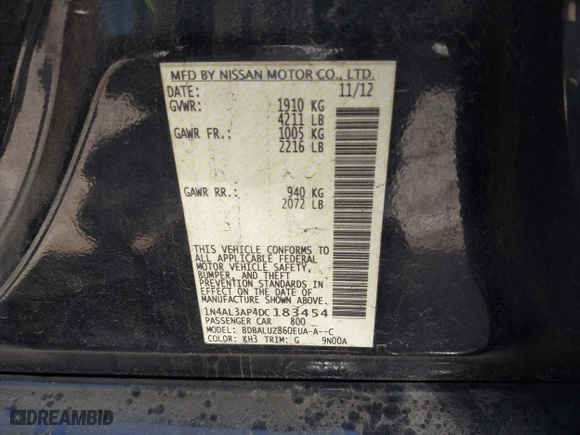 MFD BY NISSAN MOTOR CO., LTD.
DATE: 11/12
GVWR: 1910 KG
4211 LB
GAWR FR.: 1005 KG
2216 LB
GAWR RR.: 940 KG
2072 LB
THIS VEHICLE CONFORMS TO
ALL APPLICABLE FEDERAL
MOTOR VEHICLE SAFETY,
BUMPER, AND THEFT
PREVENTION STANDARDS
IN EFFECT ON THE DATE OF
MANUFACTURE SHOWN ABOVE.
1N4AL3AP4DC183454
PASSENGER CAR 800
MODEL: BDBALUZ860EUA-A--C
COLOR: KH3 TRIM: G 9N00A
DREAMBID